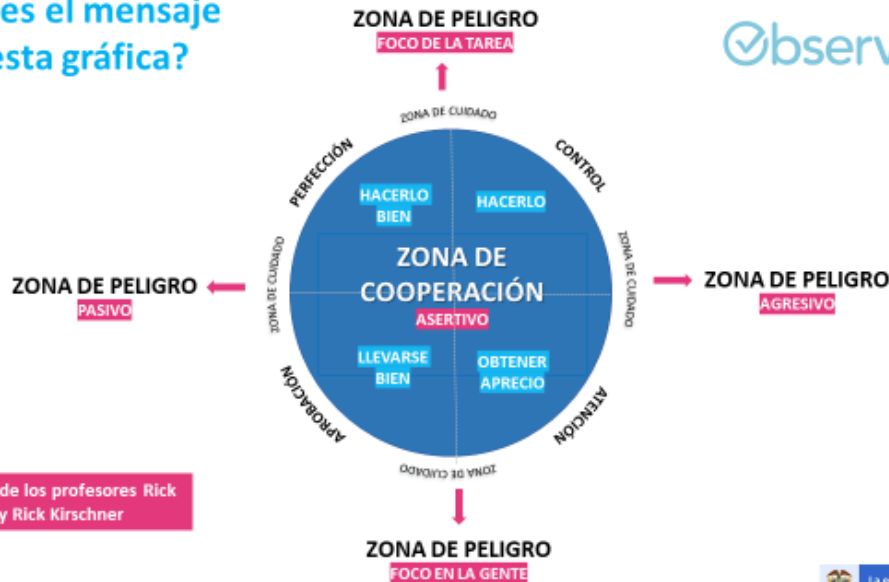 es el mensaje
esta gráfica?
ZONA DE PELIGRO
FOCO DE LA TAREA
Observ
ZONA DE CUIDADO
PERFECCIÓN
CONTROL
HACERLO
BIEN
HACERLO
ZONA DE CUIDADO
ZONA DE CUIDADO
ZONA DE PELIGRO
PASIVO
ZONA DE
COOPERACIÓN
ASERTIVO
ZONA DE PELIGRO
AGRESIVO
LLEVARSE
BIEN
OBTENER
APRECIO
APROBACIÓN
ATENCIÓN
ZONA DE CUIDADO
de los profesores Rick
y Rick Kirschner
ZONA DE PELIGRO
FOCO EN LA GENTE